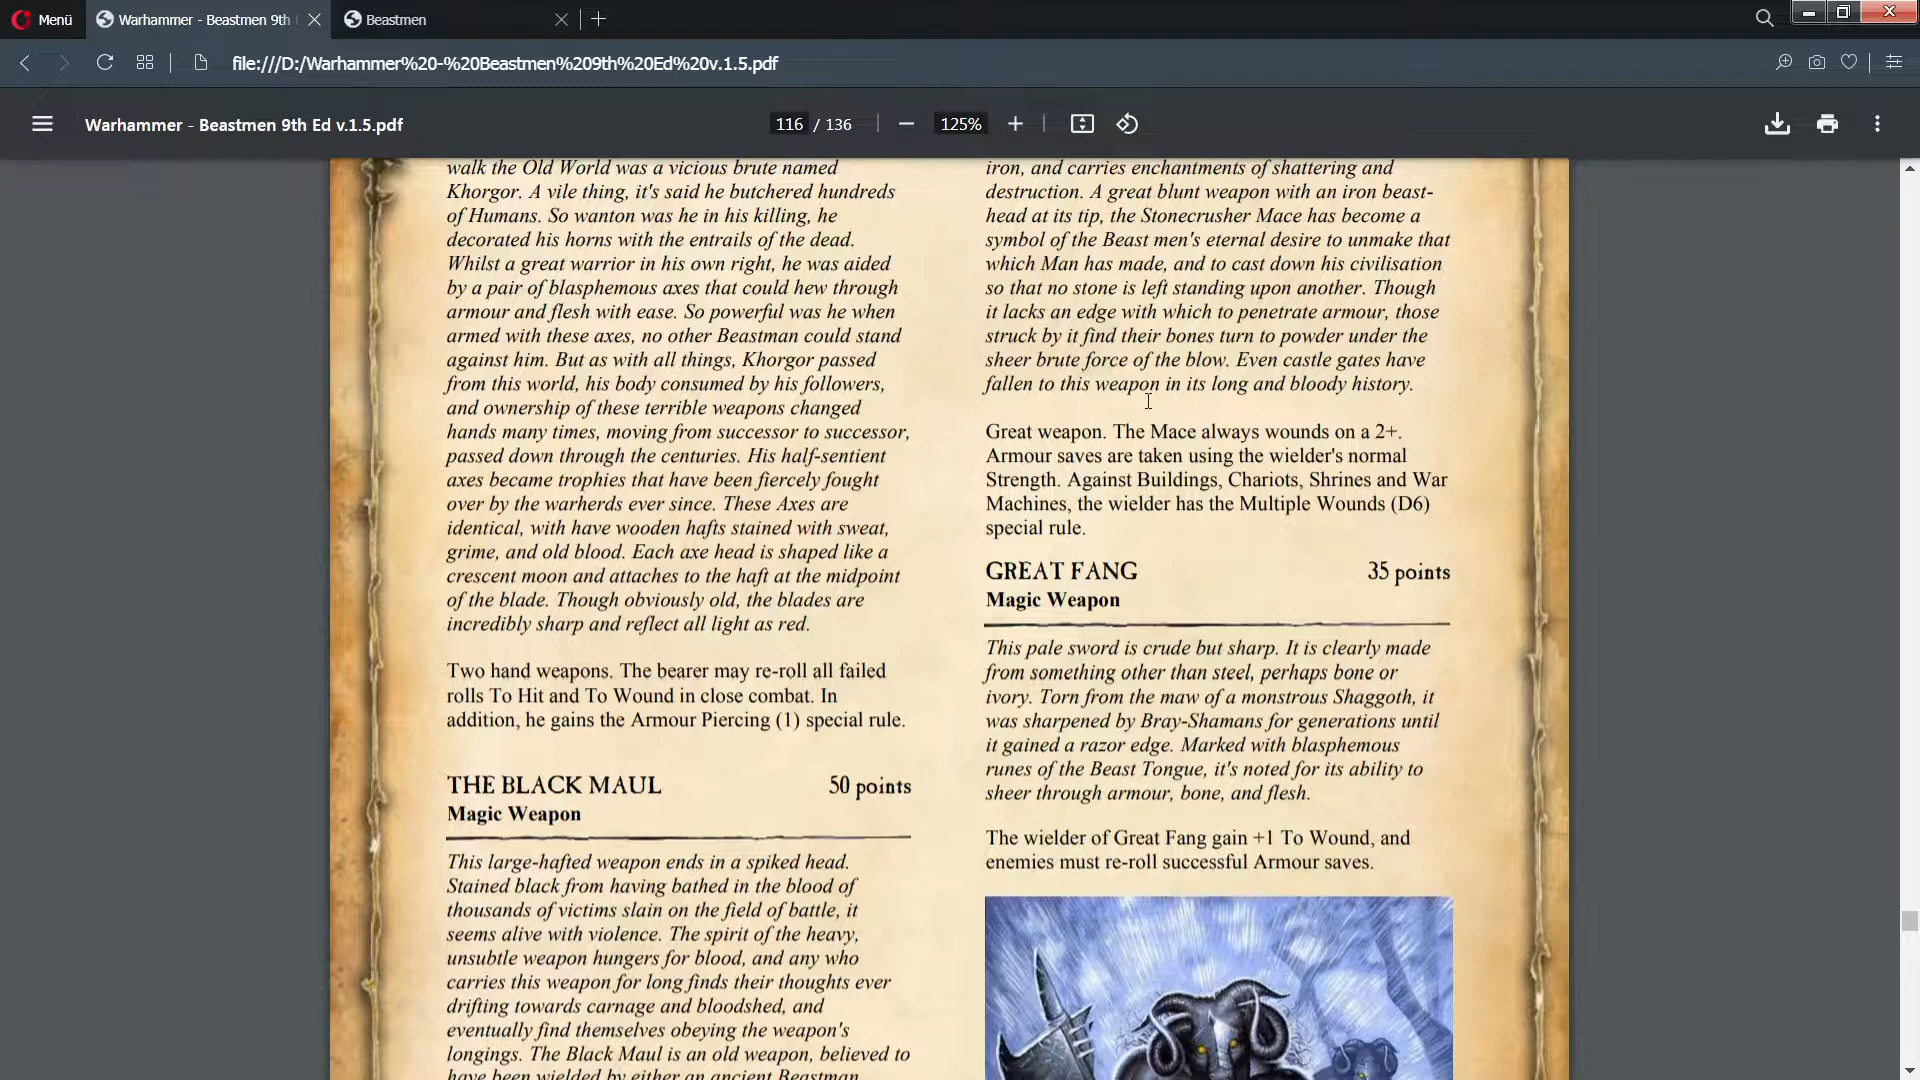 Menü
Warhammer - Beastmen 9th
Beastmen
file:///D:/Warhammer%20-%20Beastmen%209th%20Ed%20v.1.5.pdf
Warhammer - Beastmen 9th Ed v.1.5.pdf
116 / 136
125%
walk the Old World was a vicious brute named
Khorgor. A vile thing, it's said he butchered hundreds
of Humans. So wanton was he in his killing, he
decorated his horns with the entrails of the dead.
Whilst a great warrior in his own right, he was aided
by a pair of blasphemous axes that could hew through
armour and flesh with ease. So powerful was he when
armed with these axes, no other Beastman could stand
against him. But as with all things, Khorgor passed
from this world, his body consumed by his followers,
and ownership of these terrible weapons changed
hands many times, moving from successor to successor,
passed down through the centuries. His half-sentient
axes became trophies that have been fiercely fought
over by the warherds ever since. These Axes are
identical, with have wooden hafts stained with sweat,
grime, and old blood. Each axe head is shaped like a
crescent moon and attaches to the haft at the midpoint
of the blade. Though obviously old, the blades are
incredibly sharp and reflect all light as red.
Two hand weapons. The bearer may re-roll all failed
rolls To Hit and To Wound in close combat. In
addition, he gains the Armour Piercing (1) special rule.
THE BLACK MAUL 50 points
Magic Weapon
This large-hafted weapon ends in a spiked head.
Stained black from having bathed in the blood of
thousands of victims slain on the field of battle, it
seems alive with violence. The spirit of the heavy,
unsubtle weapon hungers for blood, and any who
carries this weapon for long finds their thoughts ever
drifting towards carnage and bloodshed, and
eventually find themselves obeying the weapon's
longings. The Black Maul is an old weapon, believed to
have been wielded by either an ancient Beastman
iron, and carries enchantments of shattering and
destruction. A great blunt weapon with an iron beast-
head at its tip, the Stonecrusher Mace has become a
symbol of the Beast men's eternal desire to unmake that
which Man has made, and to cast down his civilisation
so that no stone is left standing upon another. Though
it lacks an edge with which to penetrate armour, those
struck by it find their bones turn to powder under the
sheer brute force of the blow. Even castle gates have
fallen to this weapon in its long and bloody history.
Great weapon. The Mace always wounds on a 2+.
Armour saves are taken using the wielder's normal
Strength. Against Buildings, Chariots, Shrines and War
Machines, the wielder has the Multiple Wounds (D6)
special rule.
GREAT FANG 35 points
Magic Weapon
This pale sword is crude but sharp. It is clearly made
from something other than steel, perhaps bone or
ivory. Torn from the maw of a monstrous Shaggoth, it
was sharpened by Bray-Shamans for generations until
it gained a razor edge. Marked with blasphemous
runes of the Beast Tongue, it's noted for its ability to
sheer through armour, bone, and flesh.
The wielder of Great Fang gain +1 To Wound, and
enemies must re-roll successful Armour saves.